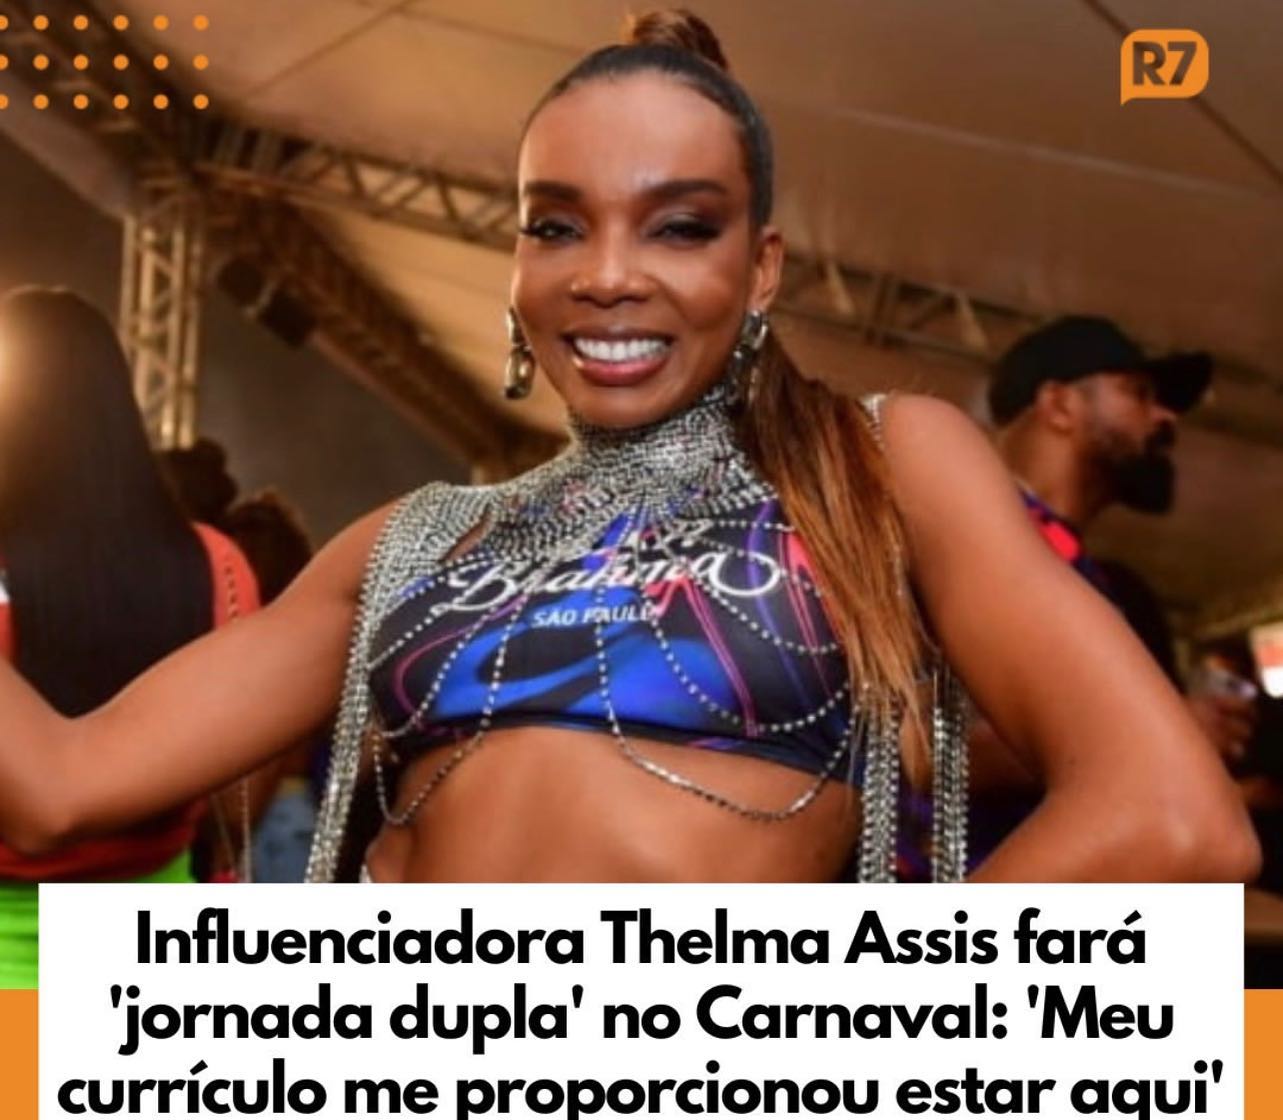 R7
Brahma
SÃO PAULO
Influenciadora Thelma Assis fará
'jornada dupla' no Carnaval: 'Meu
currículo me proporcionou estar aqui'